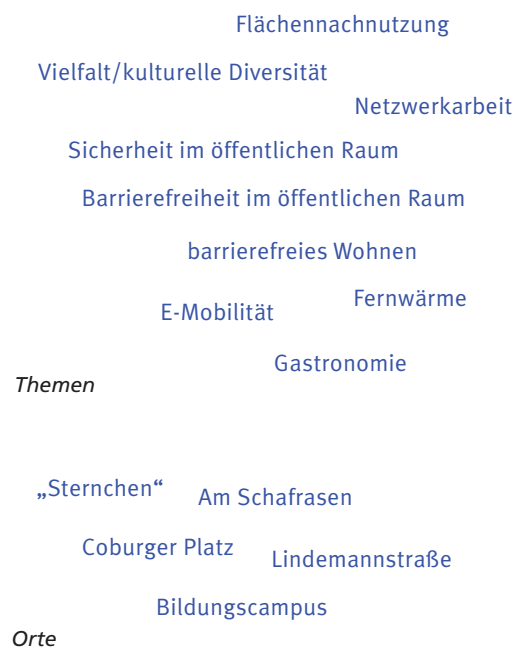 Flächennachnutzung
Vielfalt/kulturelle Diversität
Netzwerkarbeit
Sicherheit im öffentlichen Raum
Barrierefreiheit im öffentlichen Raum
barrierefreies Wohnen
Fernwärme
E-Mobilität
Gastronomie
Themen
„Sternchen“
Am Schafrasen
Coburger Platz
Lindemannstraße
Bildungscampus
Orte